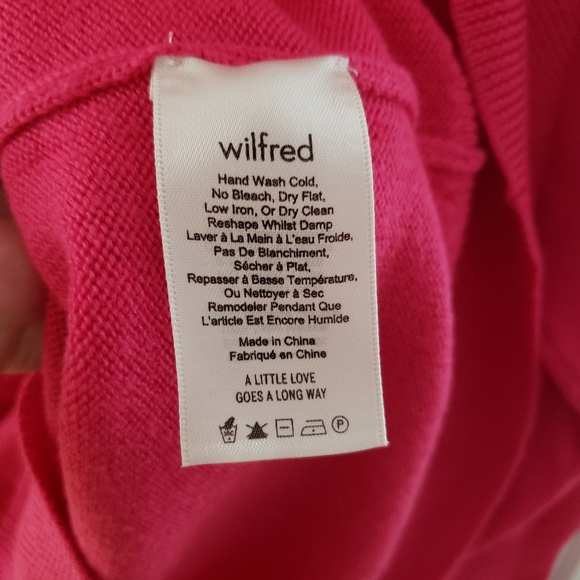 wilfred
Hand Wash Cold,
No Bleach, Dry Flat,
Low Iron, Or Dry Clean
Reshape Whilst Damp
Laver à La Main à L'eau Froide,
Pas De Blanchiment,
Sécher à Plat,
Repasser à Basse Température,
Ou Nettoyer à Sec
Remodeler Pendant Que
L'article Est Encore Humide
Made in China
Fabriqué en Chine
A LITTLE LOVE
GOES A LONG WAY
30C P